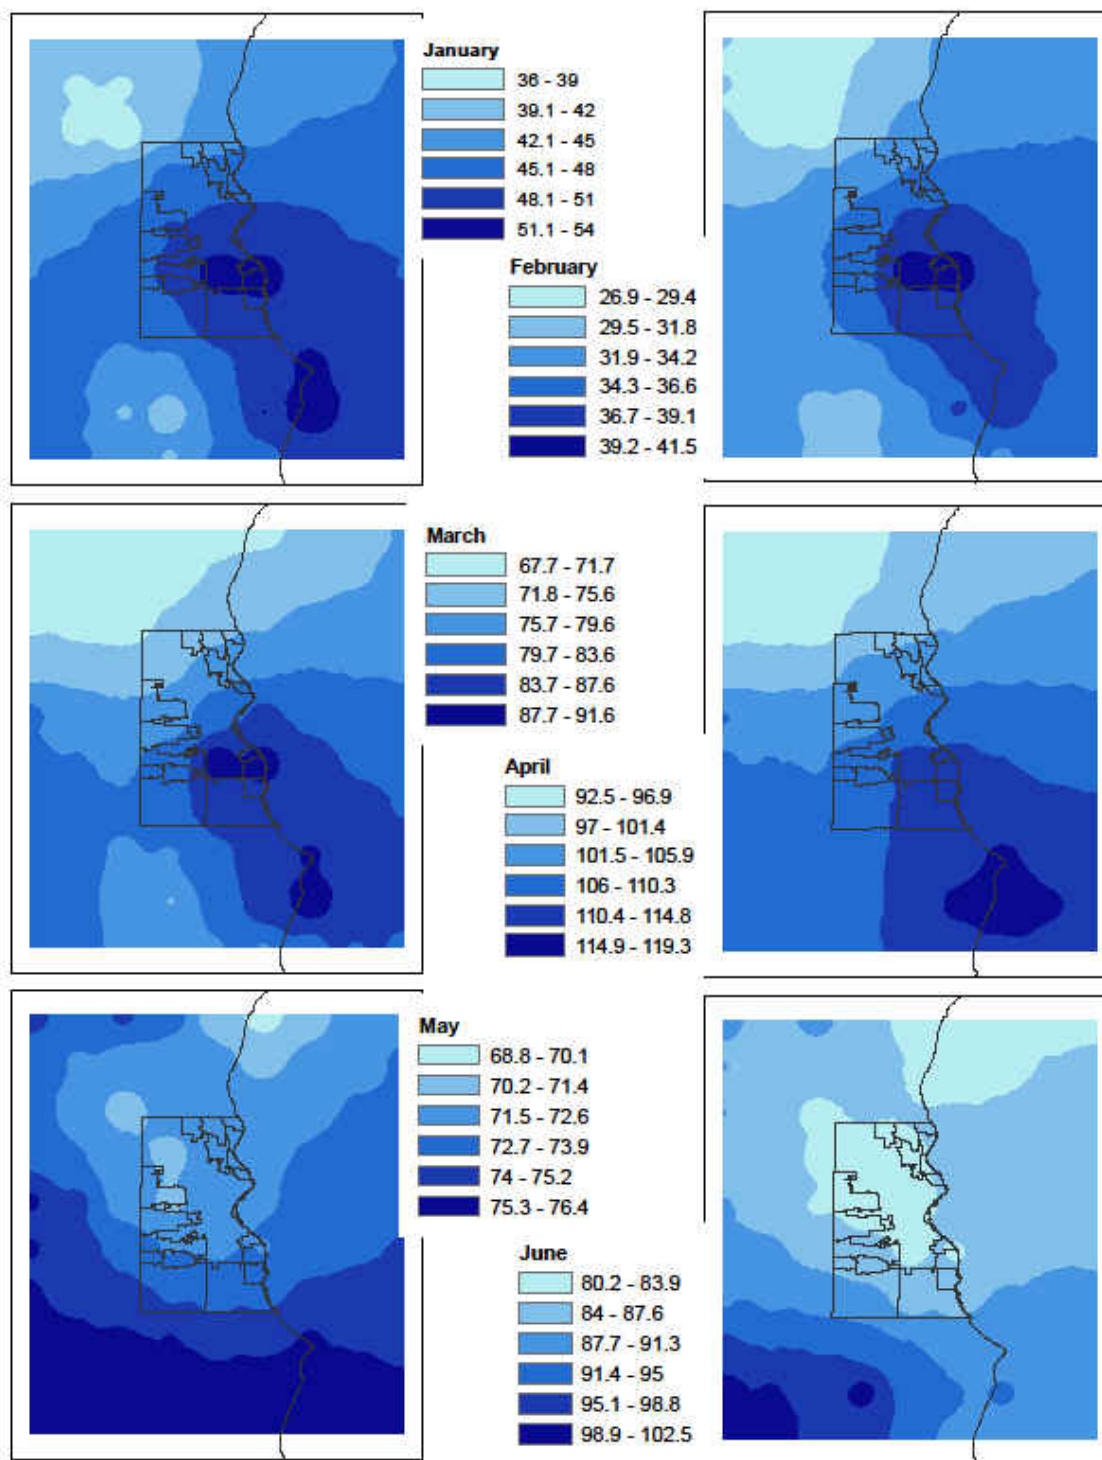 January
36 - 39
39.1 - 42
42.1 - 45
45.1 - 48
48.1 - 51
51.1 - 54
February
26.9 - 29.4
29.5 - 31.8
31.9 - 34.2
34.3 - 36.6
36.7 - 39.1
39.2 - 41.5
March
67.7 - 71.7
71.8 - 75.6
75.7 - 79.6
79.7 - 83.6
83.7 - 87.6
87.7 - 91.6
April
92.5 - 96.9
97 - 101.4
101.5 - 105.9
106 - 110.3
110.4 - 114.8
114.9 - 119.3
May
68.8 - 70.1
70.2 - 71.4
71.5 - 72.6
72.7 - 73.9
74 - 75.2
75.3 - 76.4
June
80.2 - 83.9
84 - 87.6
87.7 - 91.3
91.4 - 95
95.1 - 98.8
98.9 - 102.5